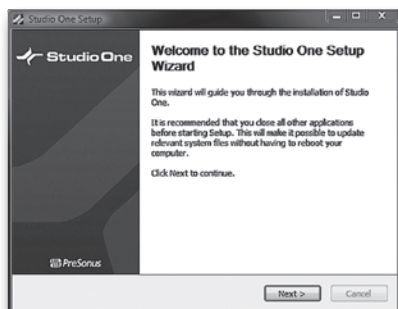 Studio One Setup
Studio One
Welcome to the Studio One Setup
Wizard
This wizard will guide you through the installation of Studio
One.
It is recommended that you close all other applications
before starting Setup. This will make it possible to update
relevant system files without having to reboot your
computer.
Click Next to continue.
PreSonus
Next >
Cancel